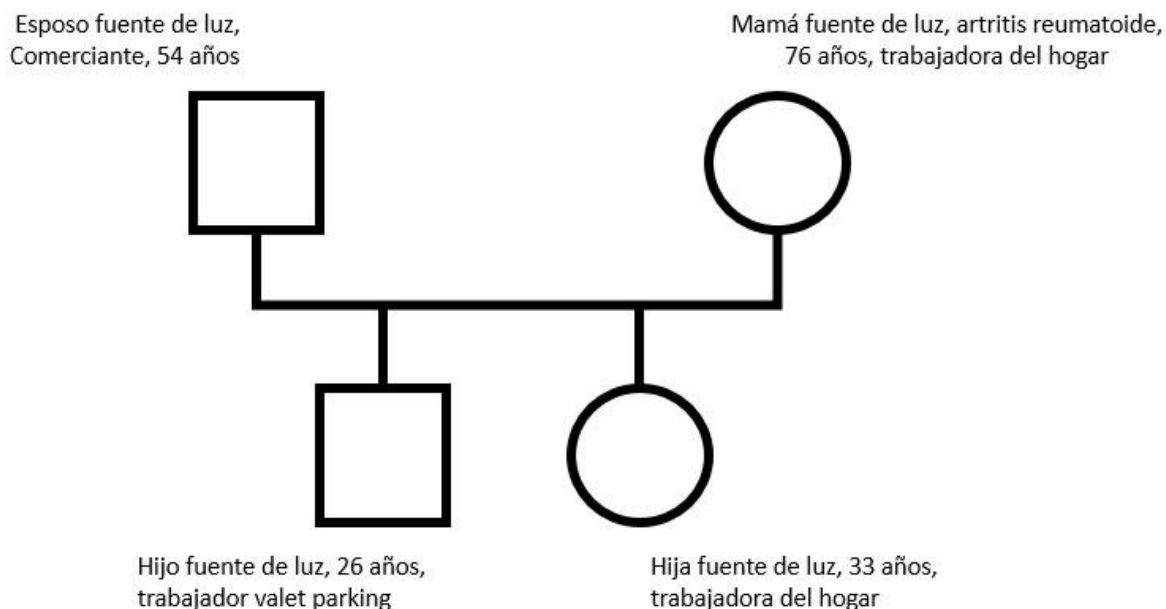 Esposo fuente de luz,
Comerciante, 54 años
Mamá fuente de luz, artritis reumatoide,
76 años, trabajadora del hogar
Hijo fuente de luz, 26 años,
trabajador valet parking
Hija fuente de luz, 33 años,
trabajadora del hogar